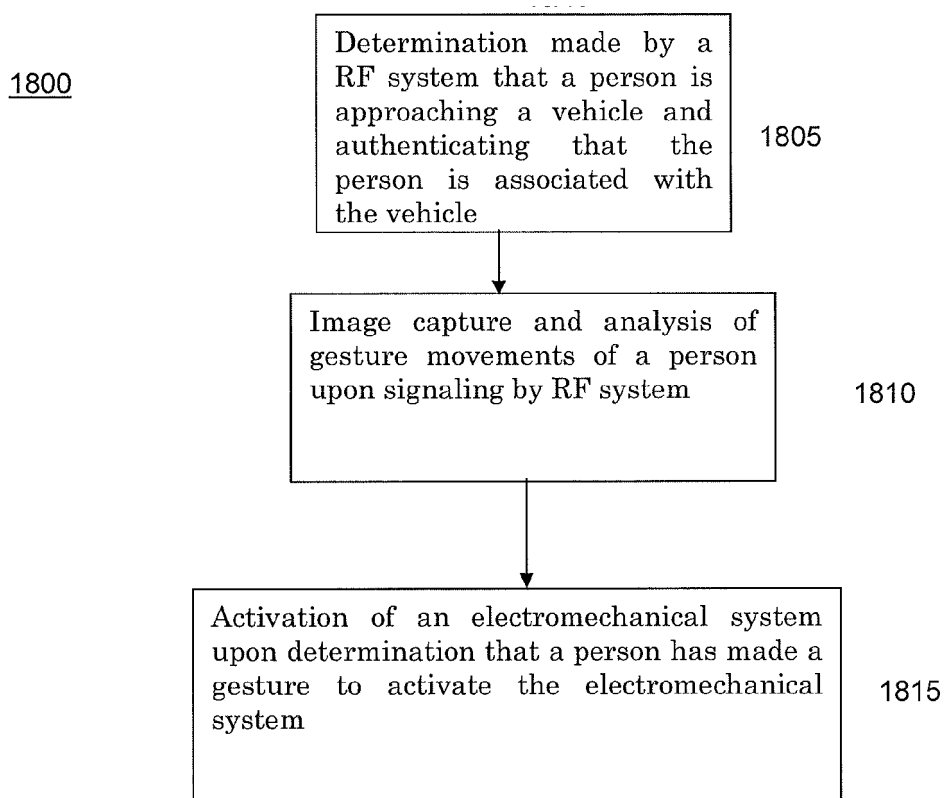 1800
Determination made by a
RF system that a person is
approaching a vehicle and
authenticating that the
person is associated with
the vehicle
1805
Image capture and analysis of
gesture movements of a person
upon signaling by RF system
1810
Activation of an electromechanical system
upon determination that a person has made a
gesture to activate the electromechanical
system
1815